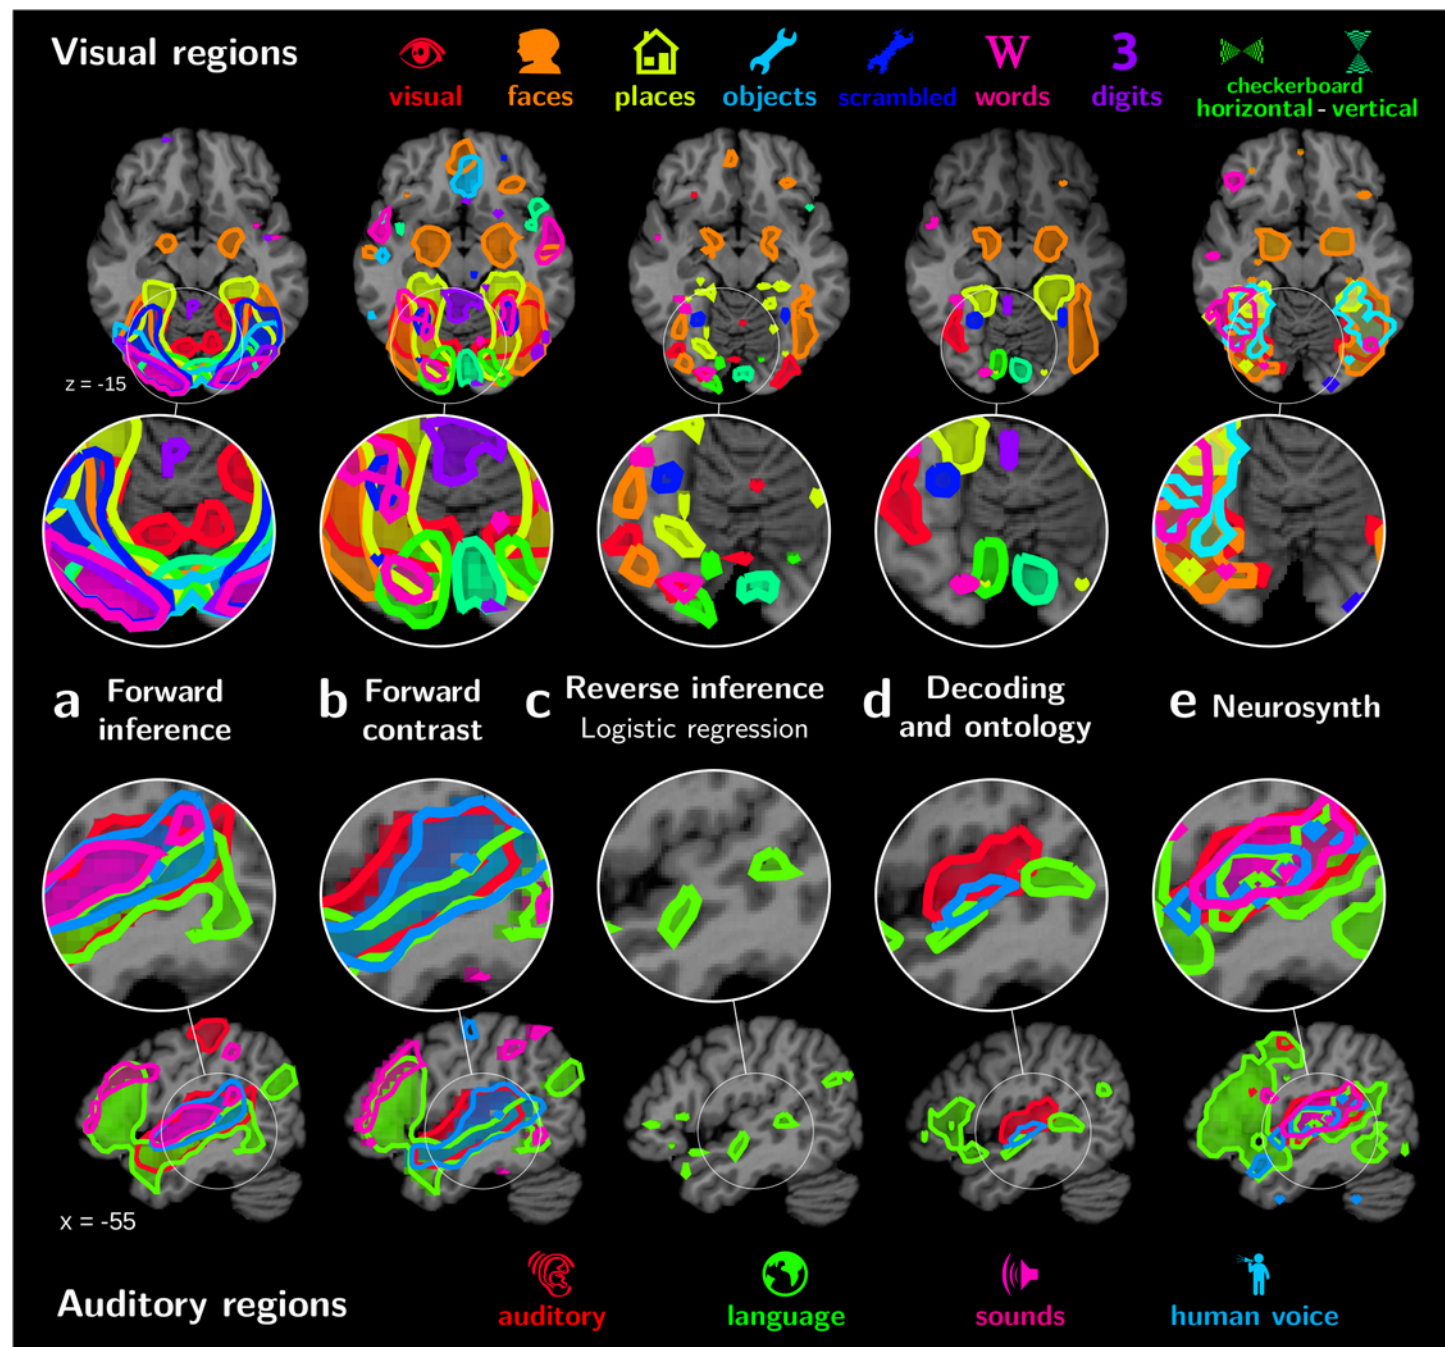 Visual regions
W
3
visual
faces
places
objects
scrambled
words
digits
checkerboard
horizontal - vertical
z = -15
a Forward
inference
b Forward
contrast
c Reverse inference
Logistic regression
d Decoding
and ontology
e Neurosynth
x = -55
Auditory regions
auditory
language
sounds
human voice